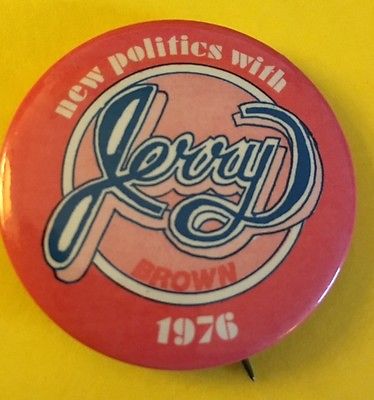 new politics with
Jerry
BROWN
1976